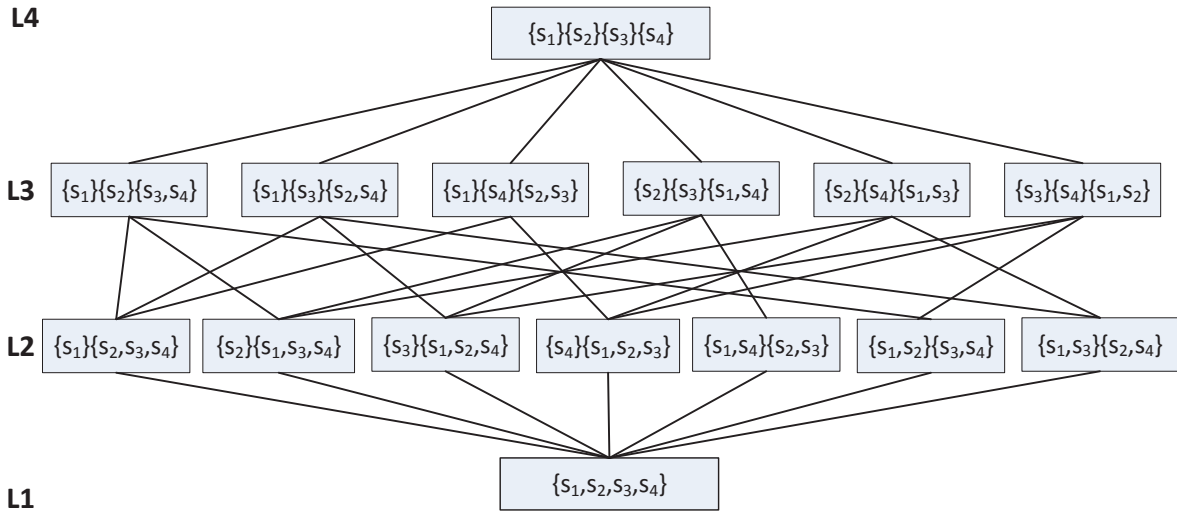 L4 {s₁}{s₂}{s₃}{s₄}
L3 {s₁}{s₂}{s₃,s₄} {s₁}{s₃}{s₂,s₄} {s₁}{s₄}{s₂,s₃} {s₂}{s₃}{s₁,s₄} {s₂}{s₄}{s₁,s₃} {s₃}{s₄}{s₁,s₂}
L2 {s₁}{s₂,s₃,s₄} {s₂}{s₁,s₃,s₄} {s₃}{s₁,s₂,s₄} {s₄}{s₁,s₂,s₃} {s₁,s₄}{s₂,s₃} {s₁,s₂}{s₃,s₄} {s₁,s₃}{s₂,s₄}
L1 {s₁,s₂,s₃,s₄}